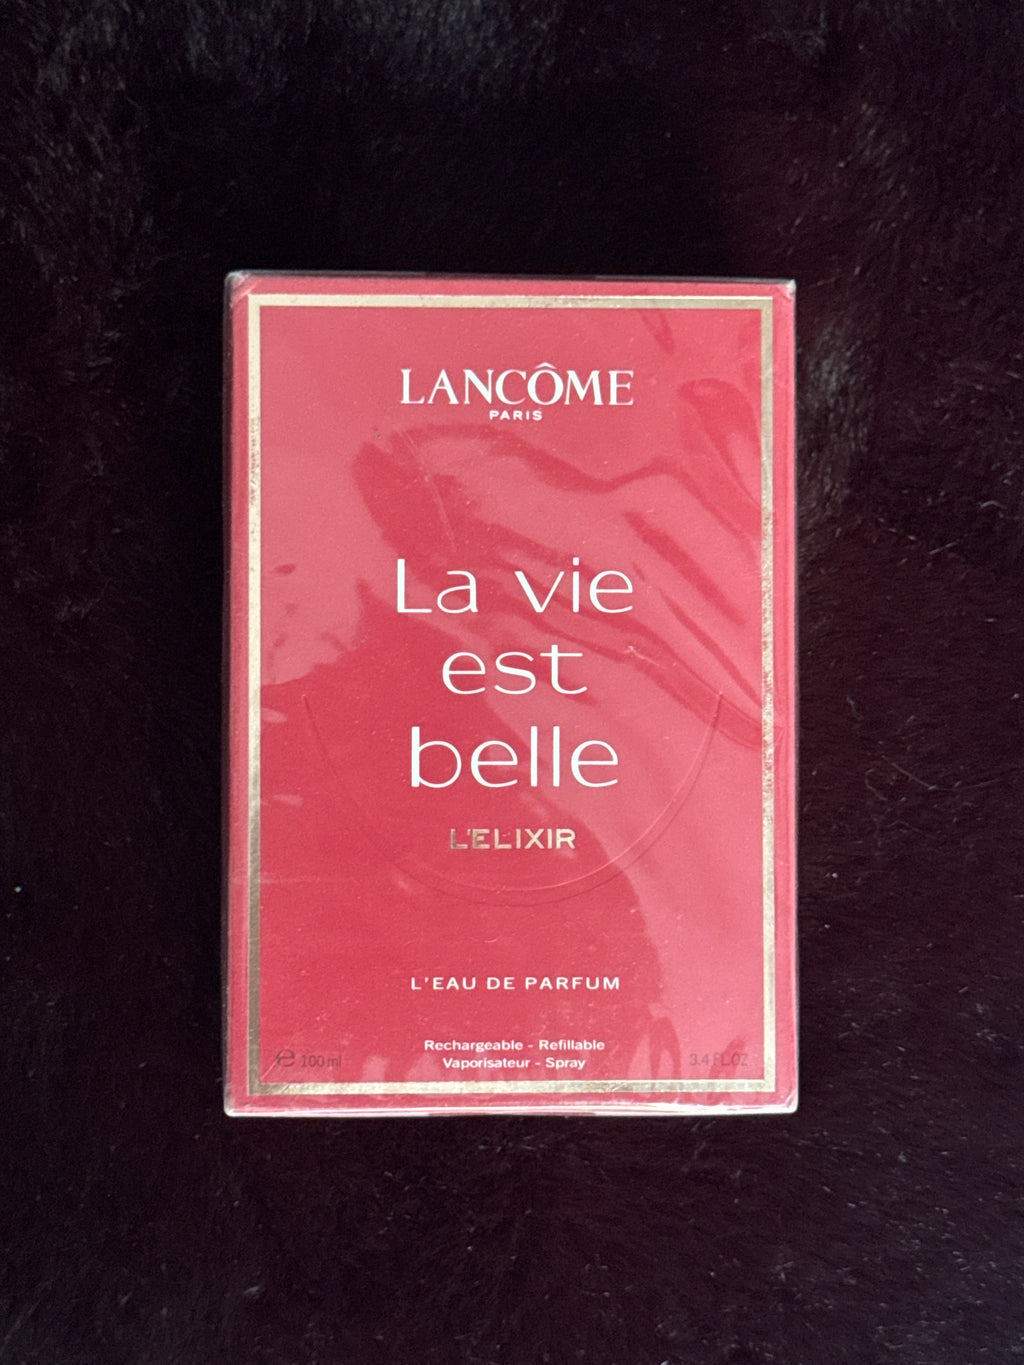 LANCÔME
PARIS
La vie
est
belle
L'ELIXIR
L'EAU DE PARFUM
Rechargeable - Refillable
Vaporisateur - Spray
℮ 100 ml
3.4 FL.OZ